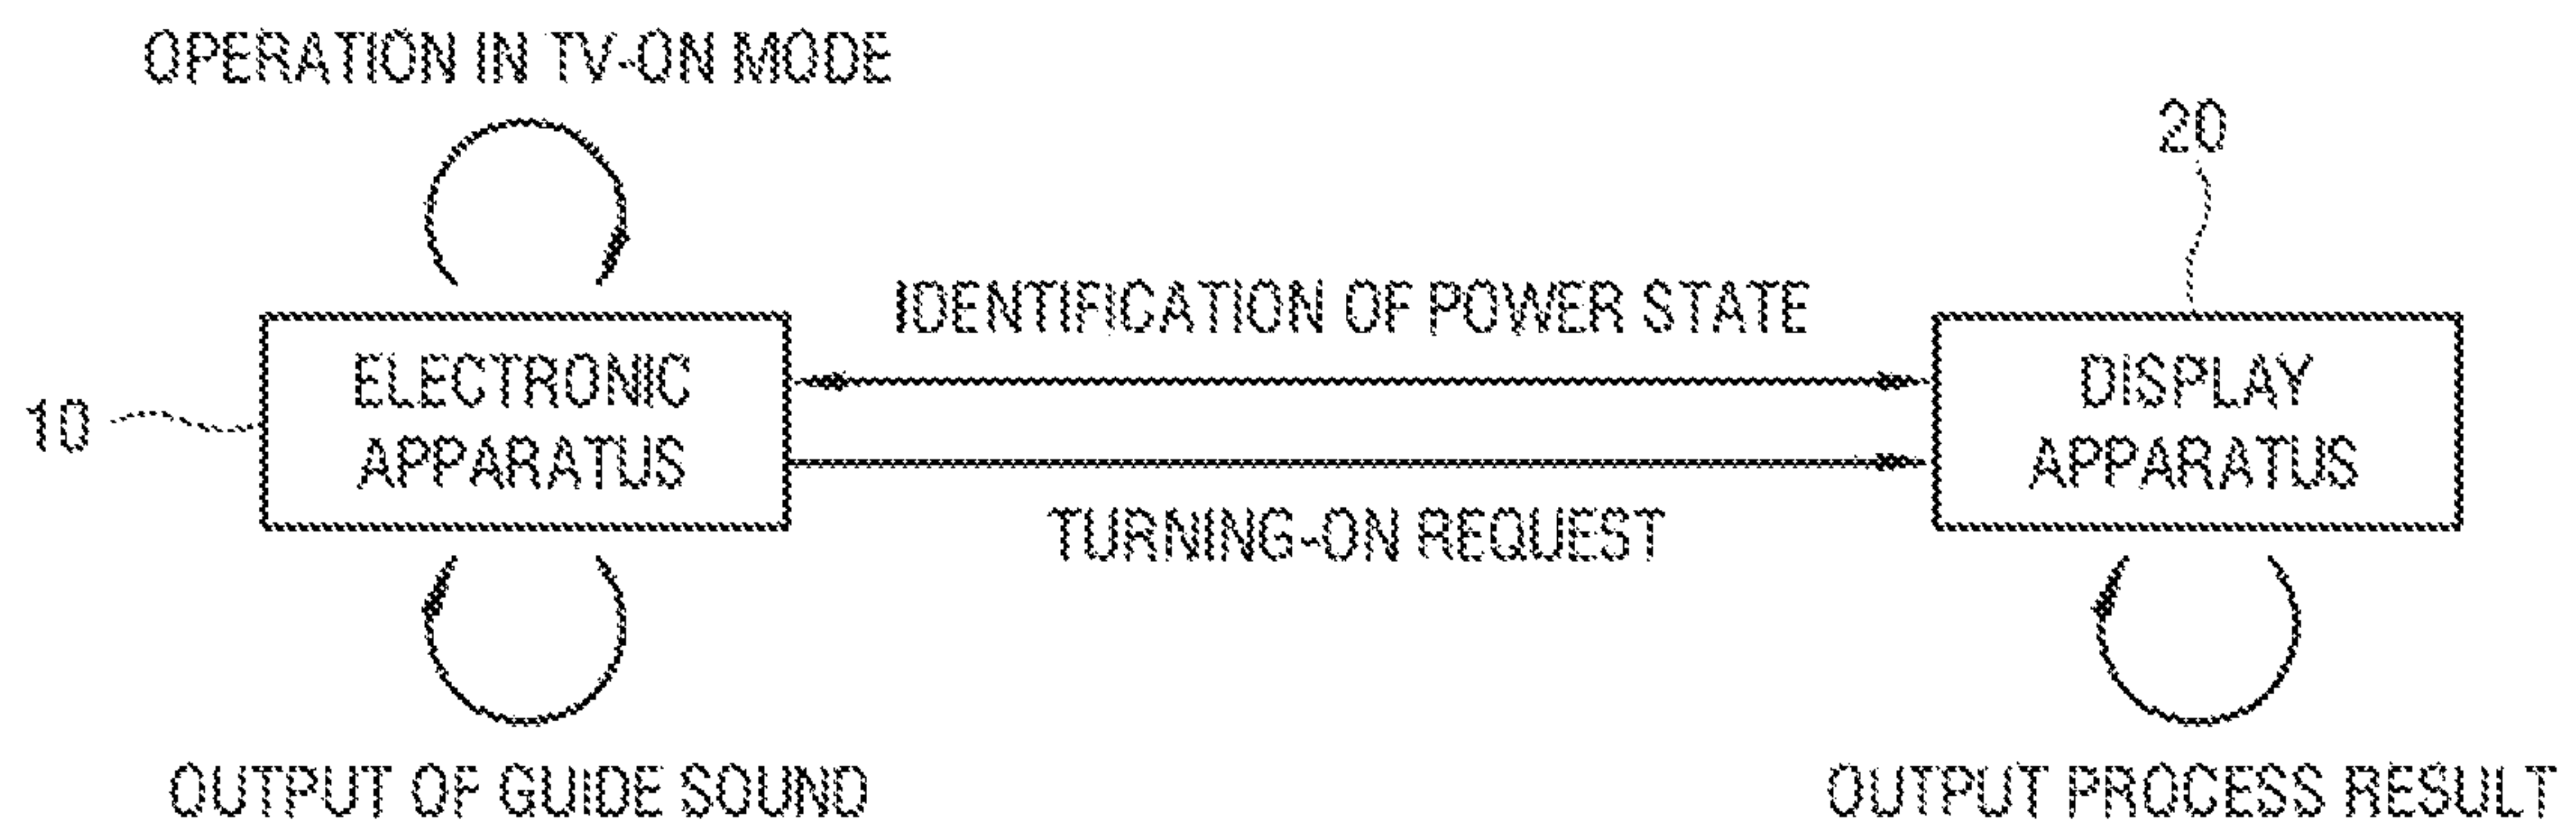 OPERATION IN TV-ON MODE
20
IDENTIFICATION OF POWER STATE
10
ELECTRONIC
APPARATUS
DISPLAY
APPARATUS
TURNING-ON REQUEST
OUTPUT OF GUIDE SOUND
OUTPUT PROCESS RESULT